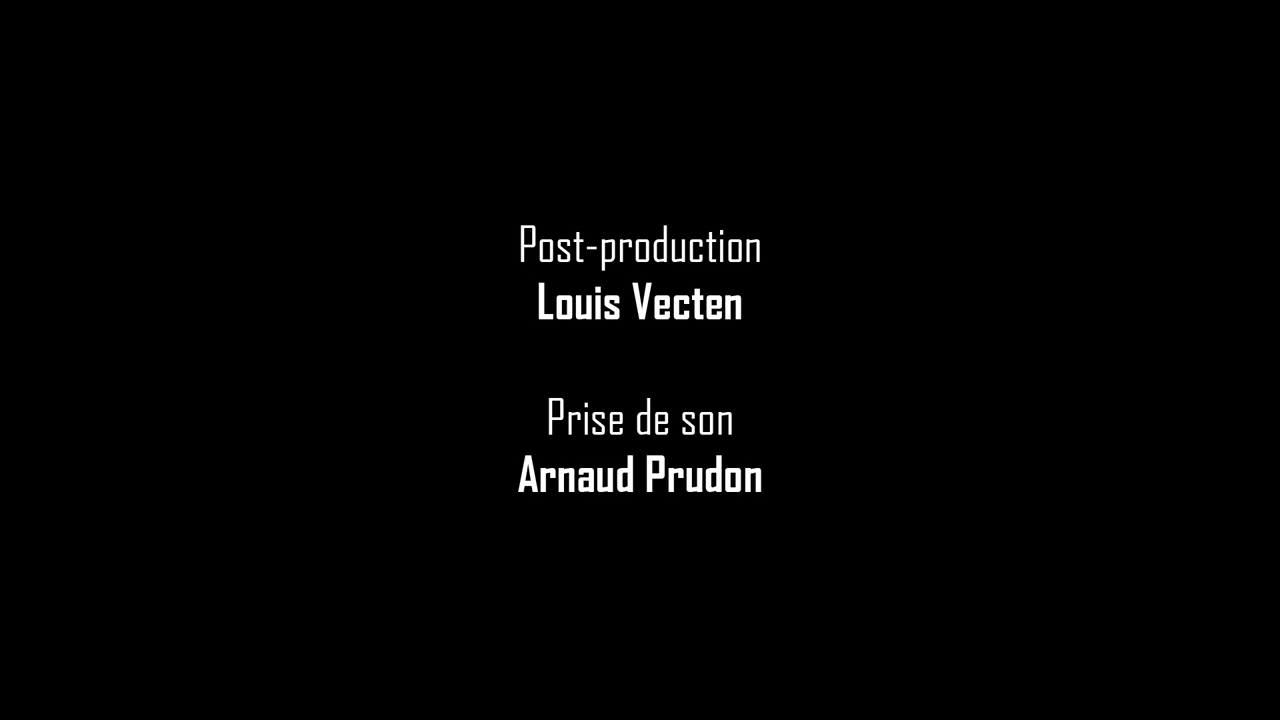 Post-production
Louis Vecten
Prise de son
Arnaud Prudon